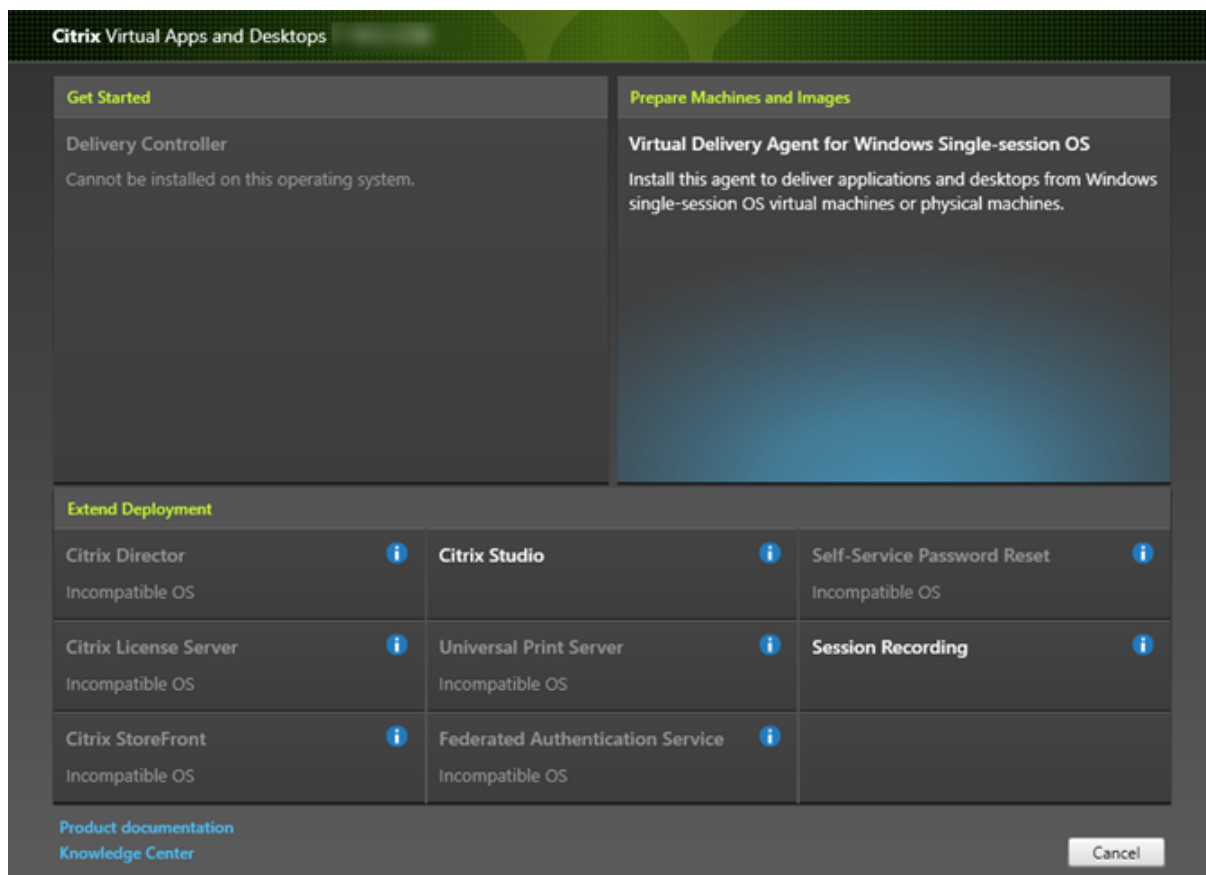 Citrix Virtual Apps and Desktops
Get Started
Delivery Controller
Cannot be installed on this operating system.
Prepare Machines and Images
Virtual Delivery Agent for Windows Single-session OS
Install this agent to deliver applications and desktops from Windows
single-session OS virtual machines or physical machines.
Extend Deployment
Citrix Director
Incompatible OS
Citrix Studio
Self-Service Password Reset
Incompatible OS
Citrix License Server
Incompatible OS
Universal Print Server
Incompatible OS
Session Recording
Citrix StoreFront
Incompatible OS
Federated Authentication Service
Incompatible OS
Product documentation
Knowledge Center
Cancel